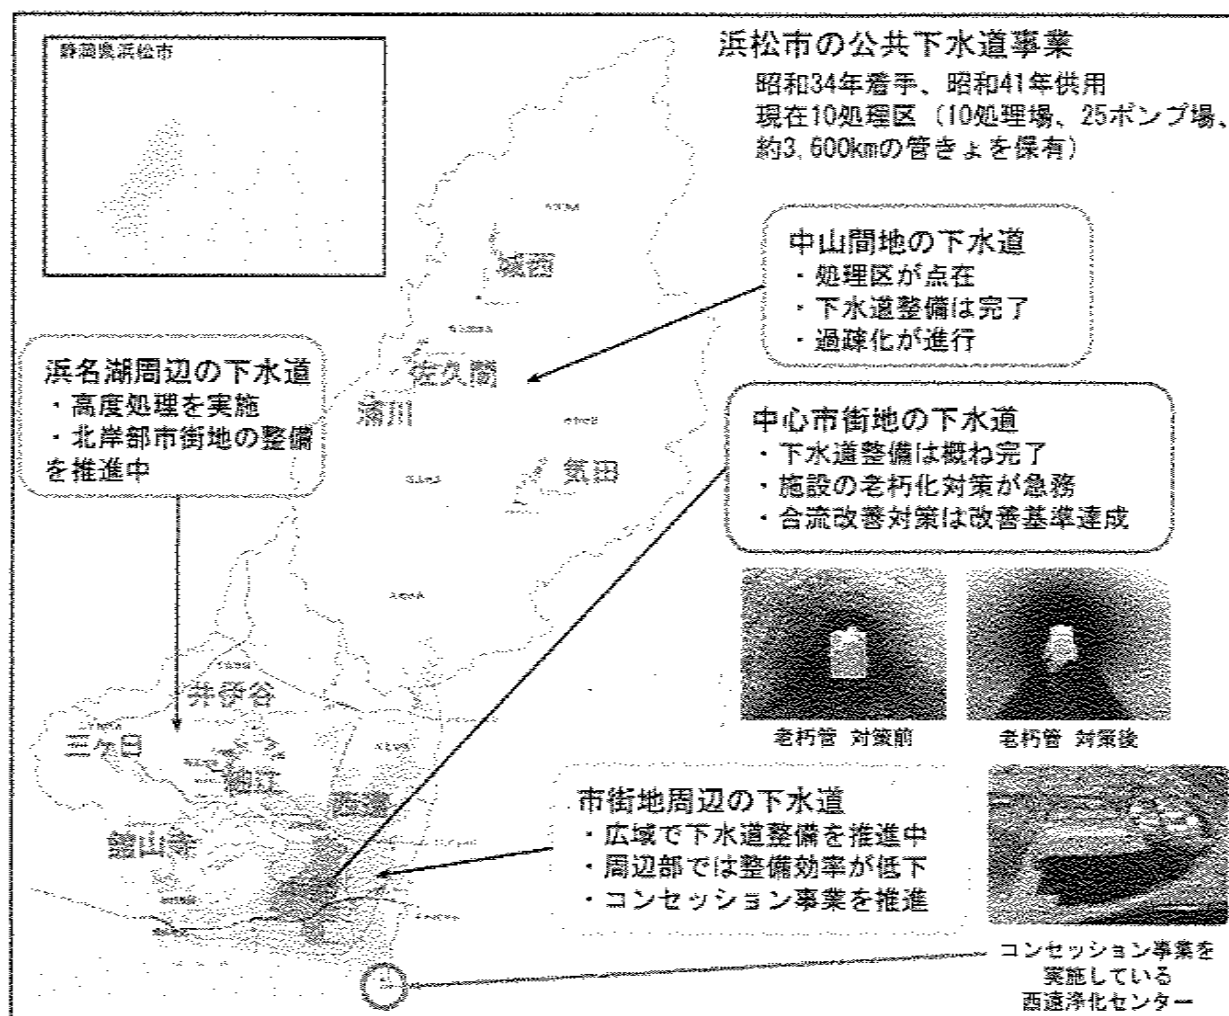 静岡県浜松市
浜松市の公共下水道事業
昭和34年着手、昭和41年供用
現在10処理区（10処理場、25ポンプ場、
約3,600kmの管きょを保有）
中山間地の下水道
・処理区が点在
・下水道整備は完了
・過疎化が進行
城西
佐久間
浦川
気田
浜名湖周辺の下水道
・高度処理を実施
・北岸部市街地の整備
を推進中
中心市街地の下水道
・下水道整備は概ね完了
・施設の老朽化対策が急務
・合流改善対策は改善基準達成
老朽管 対策前
老朽管 対策後
井伊谷
三ケ日
細江
舘山寺
市街地周辺の下水道
・広域で下水道整備を推進中
・周辺部では整備効率が低下
・コンセッション事業を推進
コンセッション事業を
実施している
西遠浄化センター